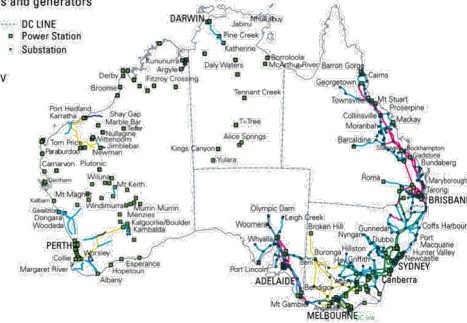 s and generators
DC LINE
Power Station
Substation
V
DARWIN
Jabiru
Nhulunbuy
Pine Creek
Katherine
Kununurra
Argyle
Daly Waters
Borroloola
McArthur River
Derby
Fitzroy Crossing
Broome
Tennant Creek
Barron Gorge
Cairns
Georgetown
Townsville
Mt Stuart
Proserpine
Collinsville
Mackay
Moranbah
Barcaldine
Stanwell
Rockhampton
Gladstone
Bundaberg
Roma
Maryborough
Tarong
BRISBANE
Port Hedland
Karratha
Shay Gap
Marble Bar
Telfer
Nullagine
Wittenoom
Tom Price
Jimblebar
Paraburdoo
Newman
Ti-Tree
Alice Springs
Kings Canyon
Yulara
Carnarvon
Plutonic
Denham
Wiluna
Mt Keith
Kalbarri
Mt Magnet
Windimurra
Murrin Murrin
Geraldton
Menzies
Dongara
Kalgoorlie/Boulder
Woodada
Kambalda
PERTH
Worsley
Collie
Esperance
Margaret River
Hopetoun
Albany
Olympic Dam
Leigh Creek
Woomera
Broken Hill
Whyalla
Port Lincoln
ADELAIDE
Buronga
Mt Gambier
Bendigo
MELBOURNE
Gunnedah
Coffs Harbour
Nyngan
Dubbo
Port
Macquarie
Hillston
Hunter Valley
Hay
Griffith
Newcastle
SYDNEY
Canberra